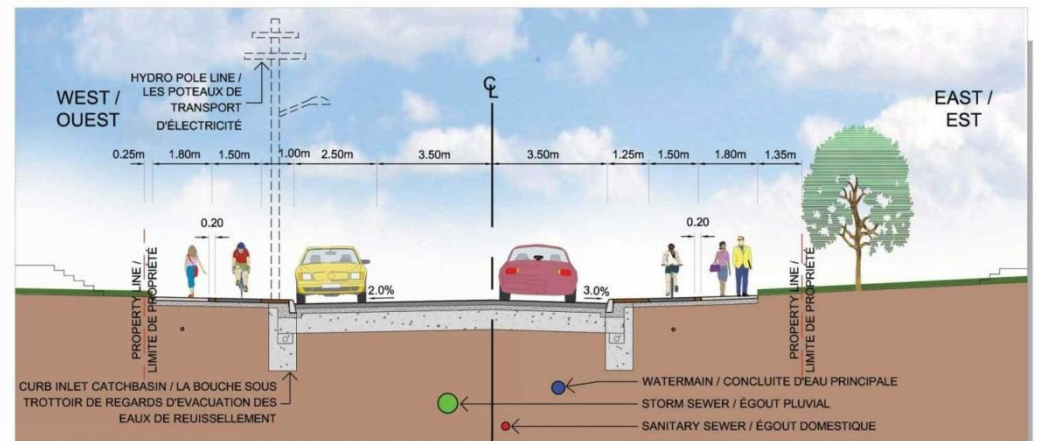 HYDRO POLE LINE /
LES POTEAUX DE
TRANSPORT
D'ÉLECTRICITÉ
WEST /
OUEST
℄
EAST /
EST
0.25m 1.80m 1.50m 1.00m 2.50m 3.50m 3.50m 1.25m 1.50m 1.80m 1.35m
0.20
0.20
2.0%
3.0%
PROPERTY LINE /
LIMITE DE PROPRIÉTÉ
PROPERTY LINE /
LIMITE DE PROPRIÉTÉ
CURB INLET CATCHBASIN / LA BOUCHE SOUS
TROTTOIR DE REGARDS D'EVACUATION DES
EAUX DE REUISSELLEMENT
WATERMAIN / CONCLUITE D'EAU PRINCIPALE
STORM SEWER / ÉGOUT PLUVIAL
SANITARY SEWER / ÉGOUT DOMESTIQUE